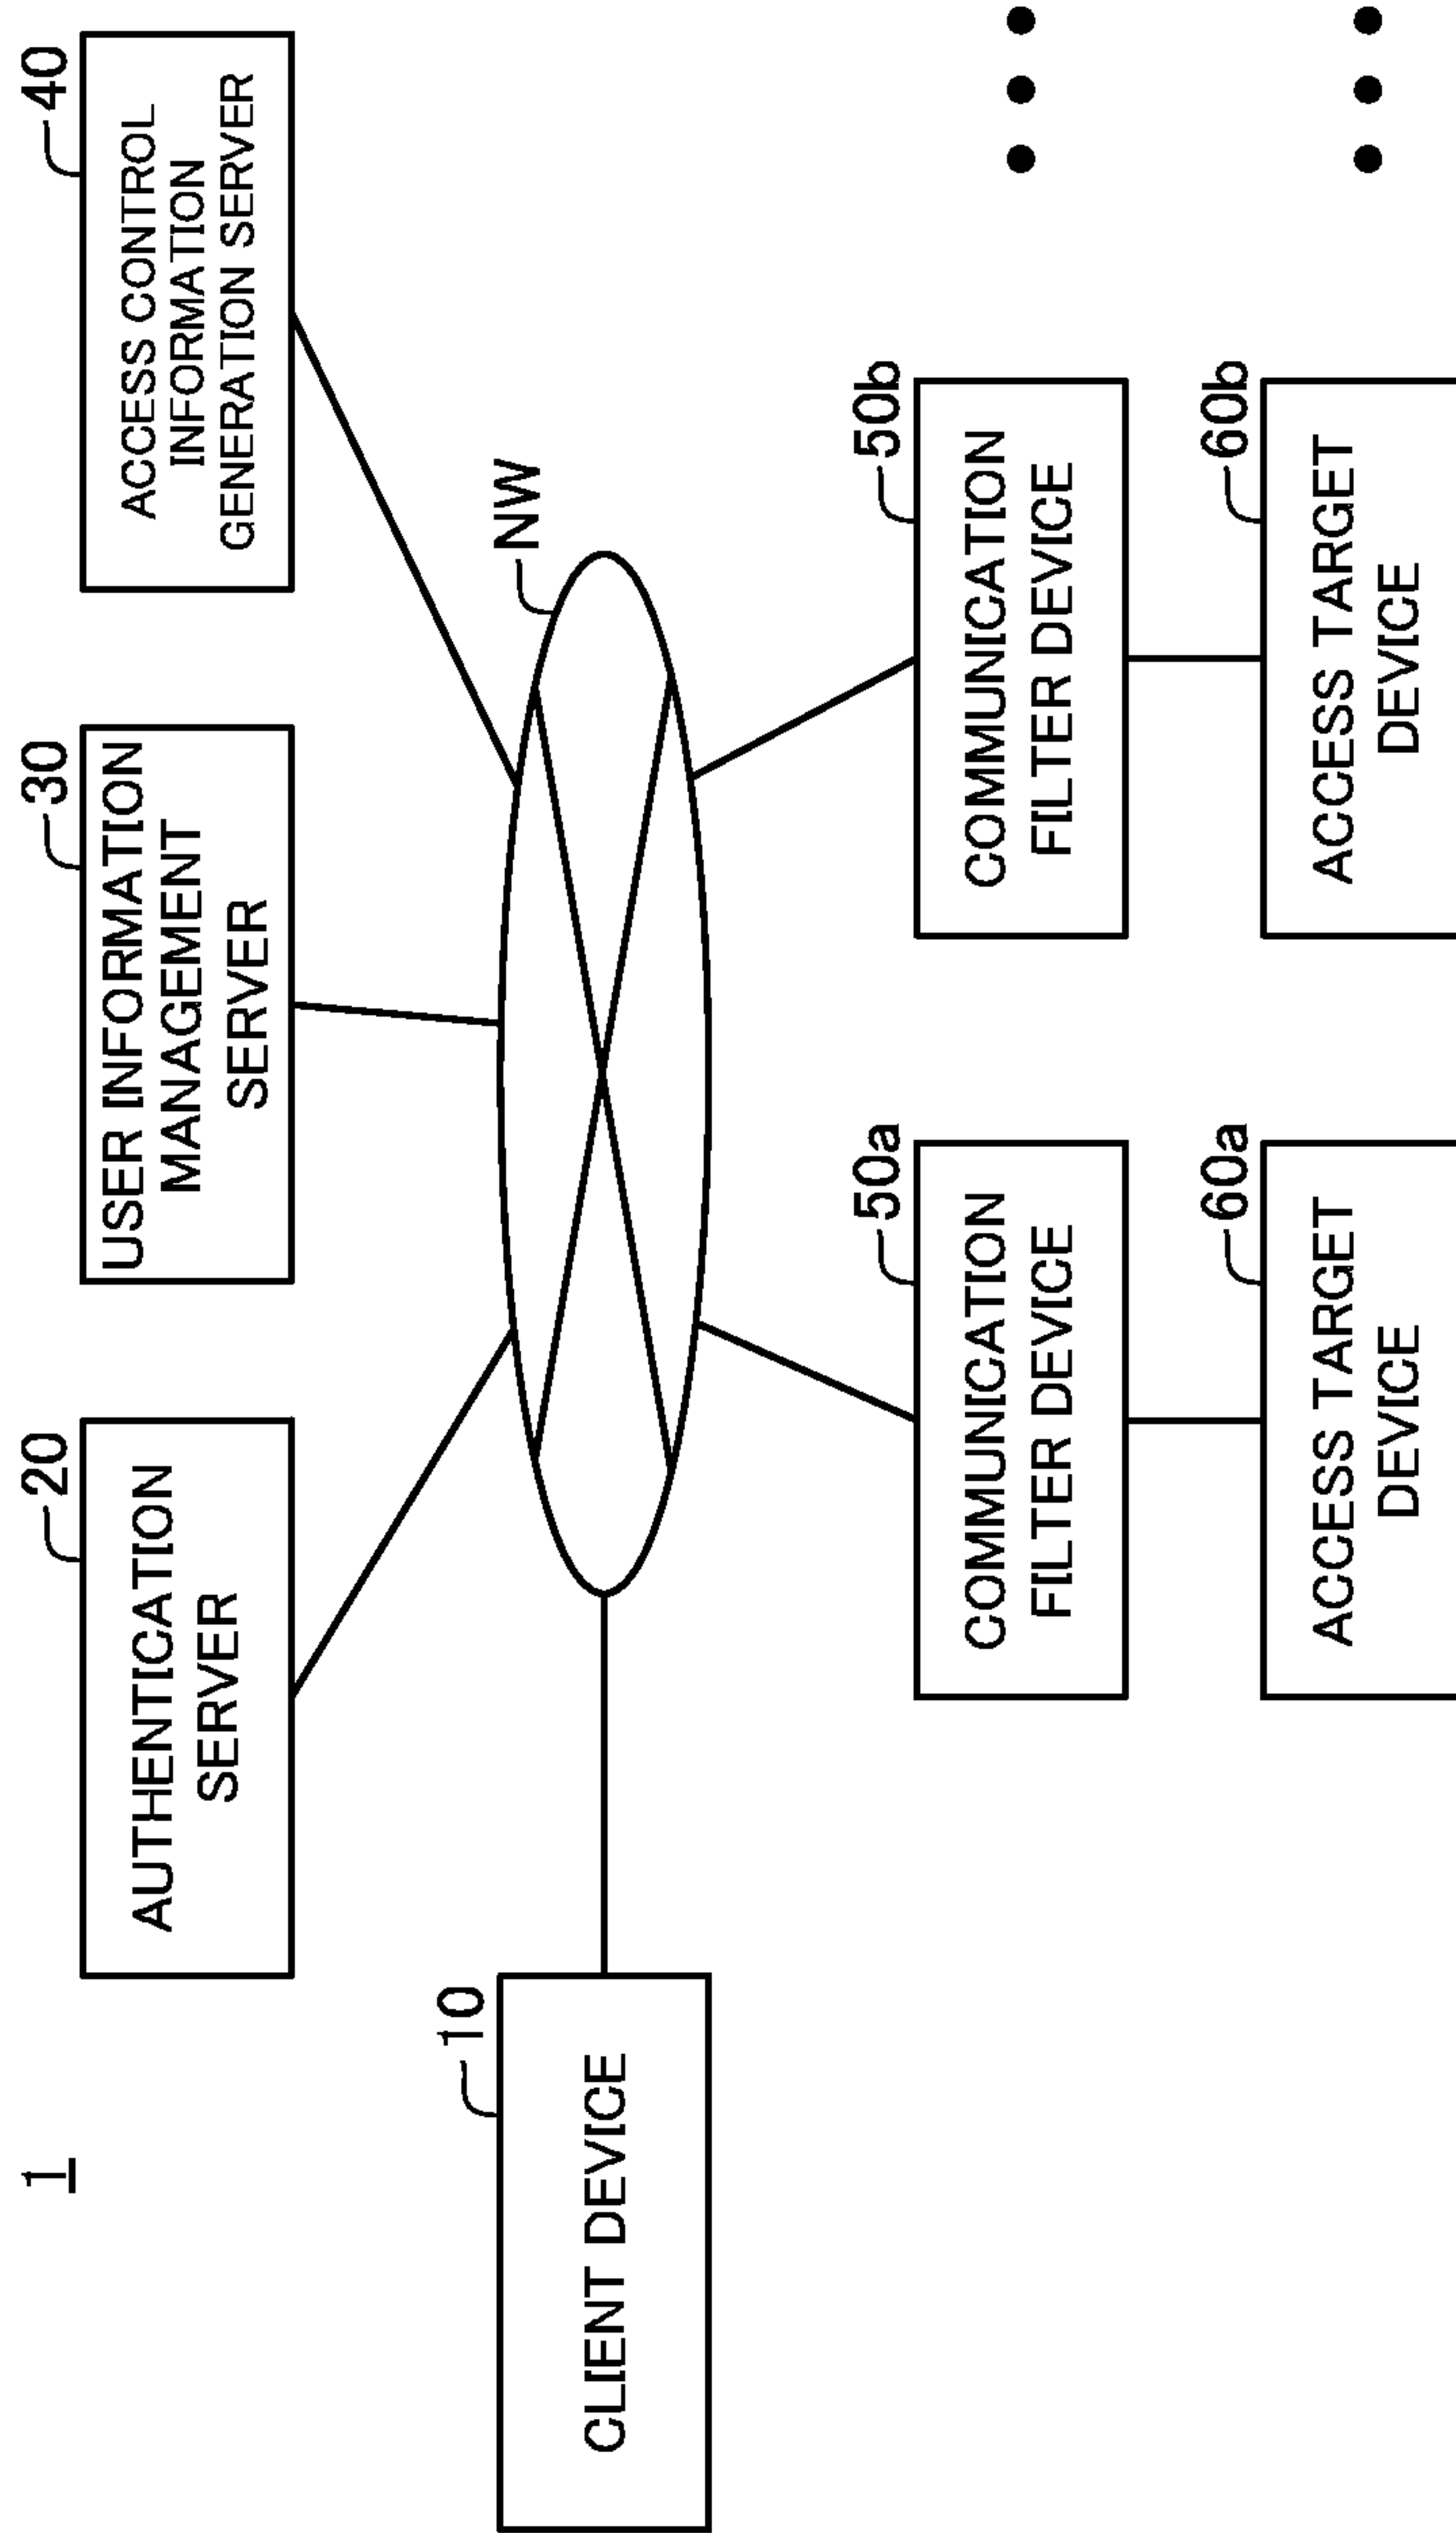 1
20
AUTHENTICATION
SERVER
30
USER INFORMATION
MANAGEMENT
SERVER
40
ACCESS CONTROL
INFORMATION
GENERATION SERVER
10
CLIENT DEVICE
NW
50a
COMMUNICATION
FILTER DEVICE
50b
COMMUNICATION
FILTER DEVICE
60a
ACCESS TARGET
DEVICE
60b
ACCESS TARGET
DEVICE